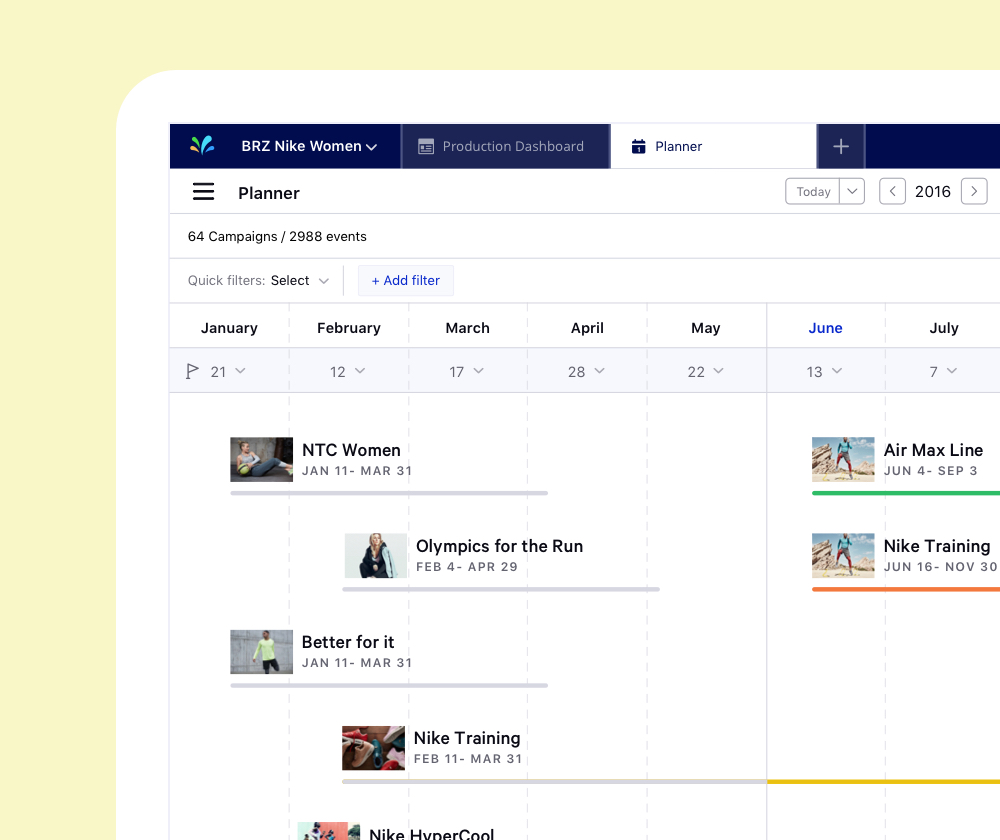 BRZ Nike Women
Production Dashboard
1
Planner
Planner
Today
2016
64 Campaigns / 2988 events
Quick filters: Select
+ Add filter
January February March April May June July
21 12 17 28 22 13 7
NTC Women
JAN 11- MAR 31
Air Max Line
JUN 4- SEP 3
Olympics for the Run
FEB 4- APR 29
Nike Training
JUN 16- NOV 30
Better for it
JAN 11- MAR 31
Nike Training
FEB 11- MAR 31
Nike HyperCool